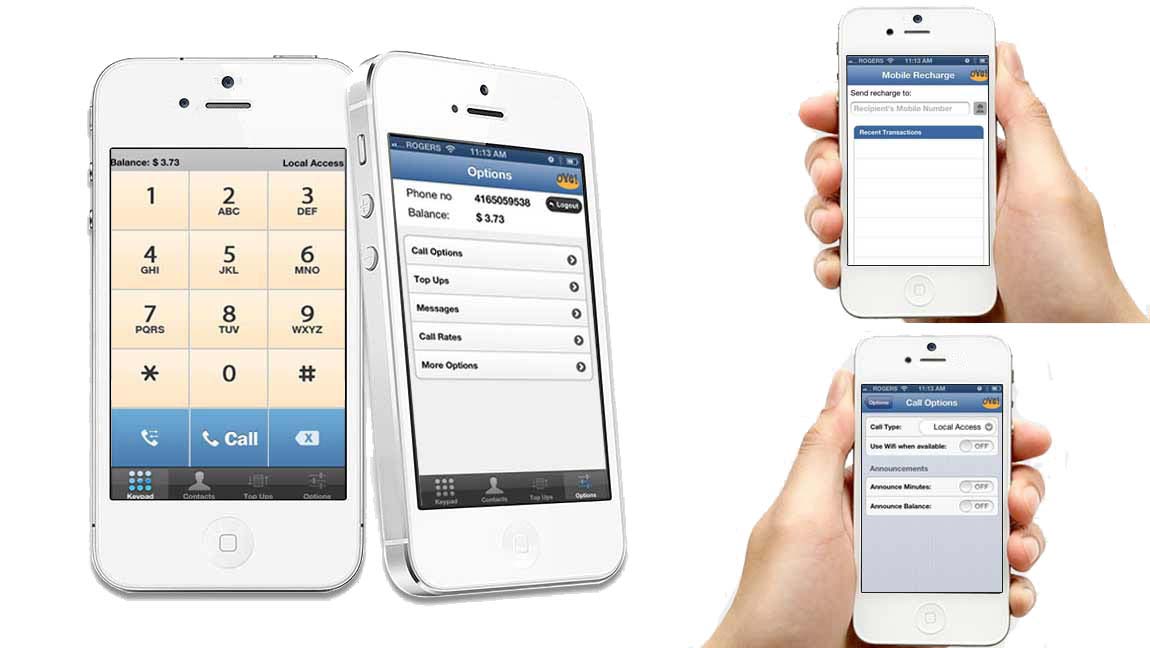 Balance: $ 3.73 Local Access
1 2 3
ABC DEF
4 5 6
GHI JKL MNO
7 8 9
PQRS TUV WXYZ
* 0 #
Call X
Keypad Contacts Top Ups Options
ROGERS 11:13 AM
Options
Phone no 4165059538 Logout
Balance: $ 3.73
Call Options
Top Ups
Messages
Call Rates
More Options
Keypad Contacts Top Ups Options
ROGERS 11:13 AM
Mobile Recharge
Send recharge to:
Recipient's Mobile Number
Recent Transactions
ROGERS 11:13 AM
Options Call Options
Call Type: Local Access
Use Wifi when available: OFF
Announcements
Announce Minutes: OFF
Announce Balance: OFF